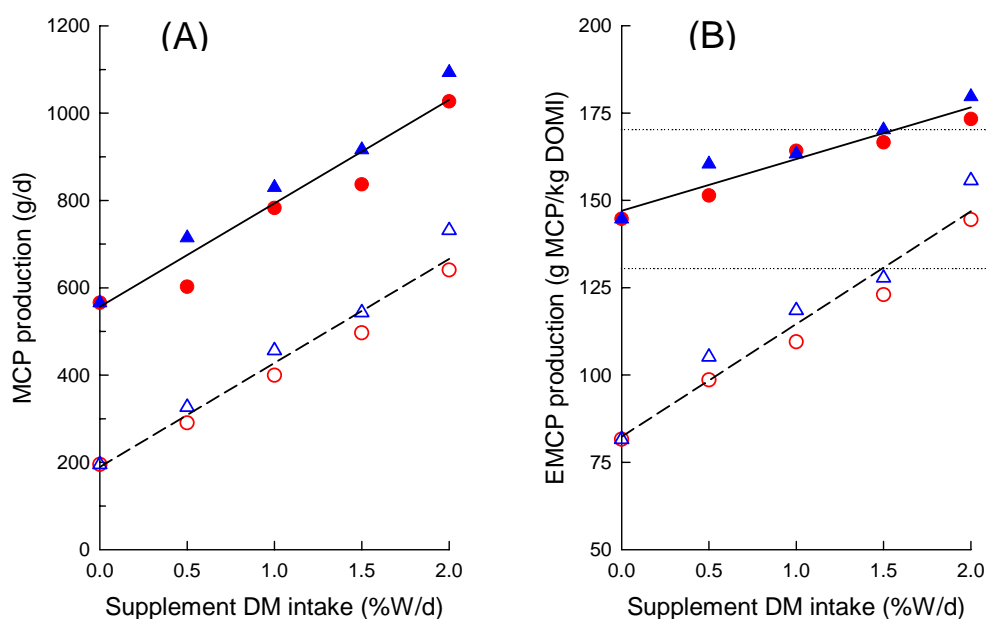 (A)
MCP production (g/d)
1200
1000
800
600
400
200
0
0.0 0.5 1.0 1.5 2.0
Supplement DM intake (%W/d)
(B)
EMCP production (g MCP/kg DOMI)
200
175
150
125
100
75
50
0.0 0.5 1.0 1.5 2.0
Supplement DM intake (%W/d)